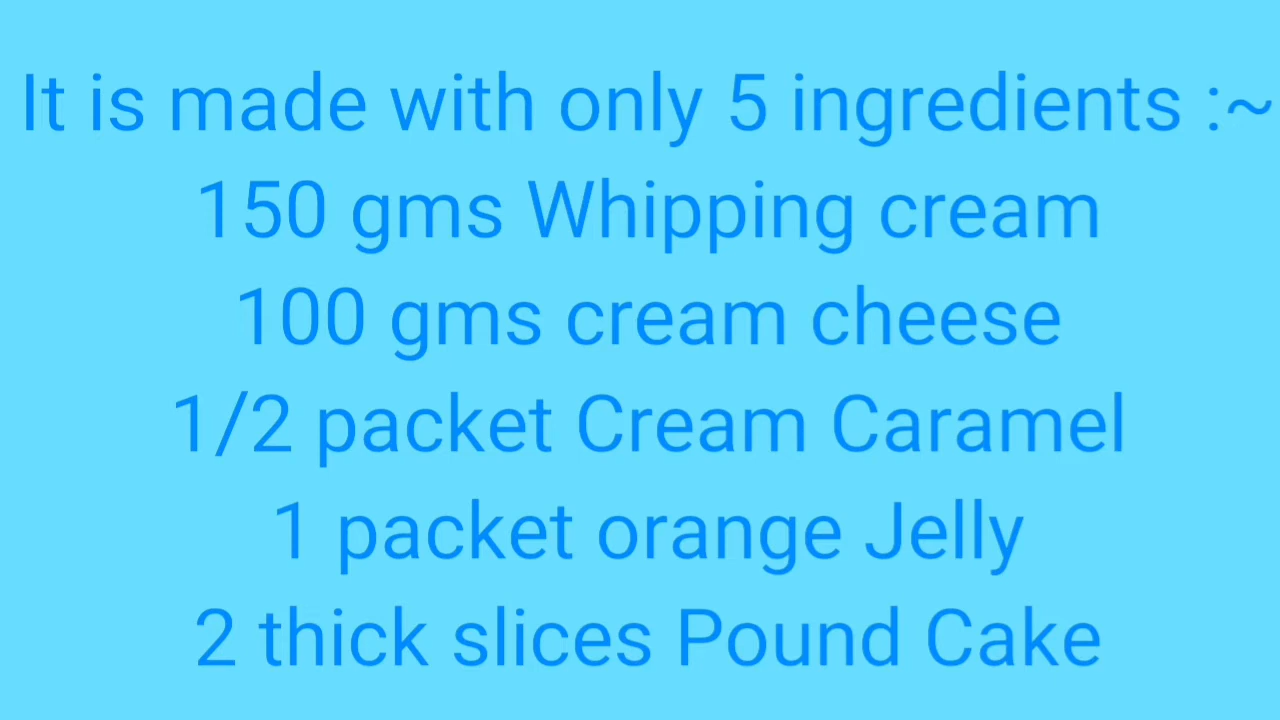 It is made with only 5 ingredients :~
150 gms Whipping cream
100 gms cream cheese
1/2 packet Cream Caramel
1 packet orange Jelly
2 thick slices Pound Cake